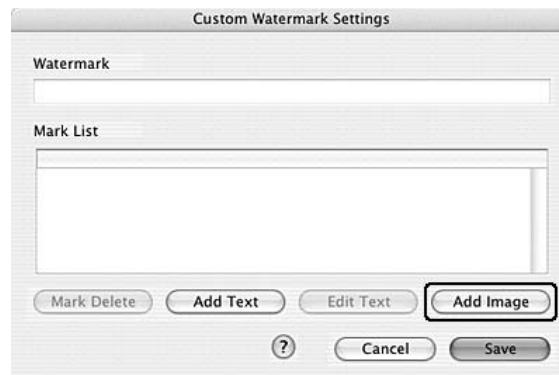 Custom Watermark Settings
Watermark
Mark List
Mark Delete Add Text Edit Text Add Image
? Cancel Save